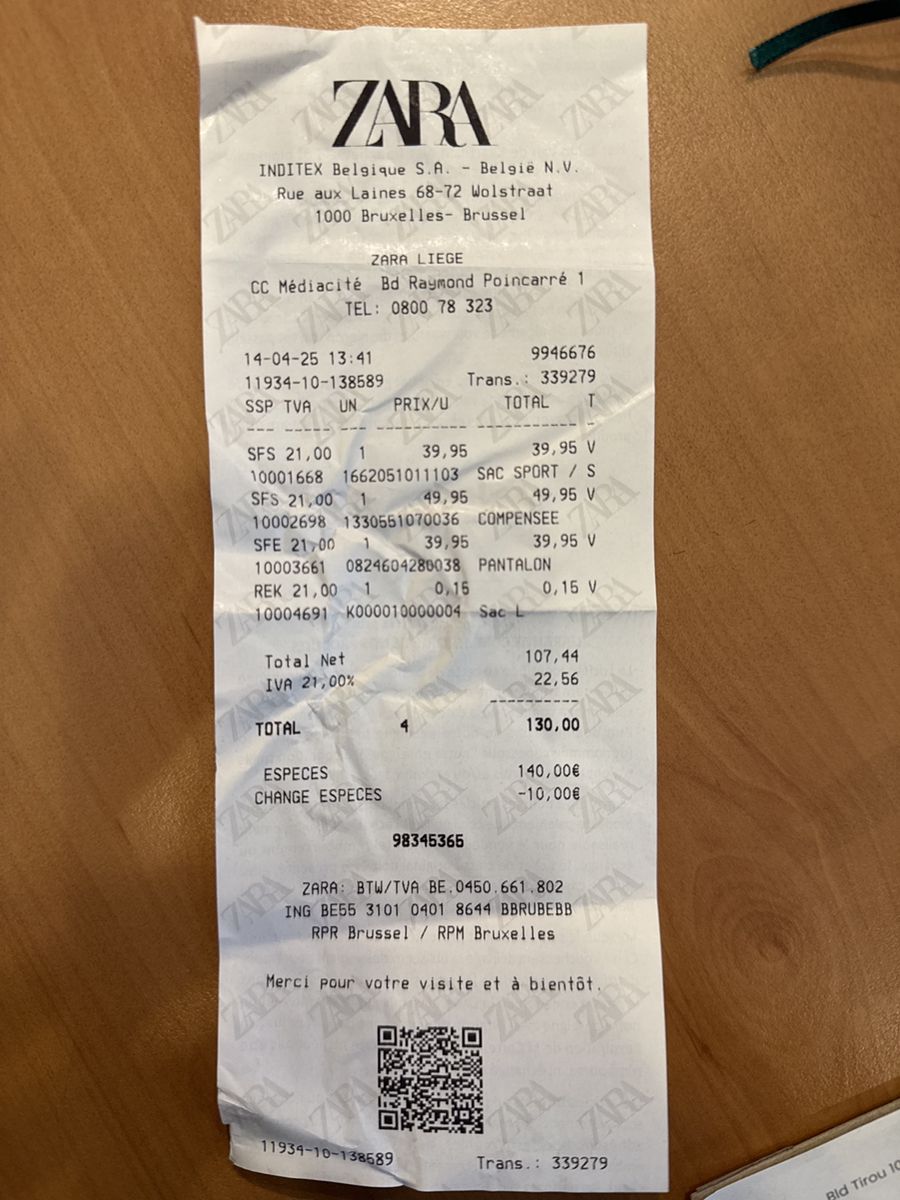 ZARA
INDITEX Belgique S.A. - België N.V.
Rue aux Laines 68-72 Wolstraat
1000 Bruxelles- Brussel
ZARA LIEGE
CC Médiacité Bd Raymond Poincarré 1
TEL: 0800 78 323
14-04-25 13:41 9946676
11934-10-138589 Trans.: 339279
SSP TVA UN PRIX/U TOTAL T
--- ----- --- ---------- ----------- -
SFS 21,00 1 39,95 39,95 V
10001668 1662051011103 SAC SPORT / S
SFS 21,00 1 49,95 49,95 V
10002698 1330551070036 COMPENSEE
SFE 21,00 1 39,95 39,95 V
10003661 0824604280038 PANTALON
REK 21,00 1 0,15 0,15 V
10004691 K000010000004 Sac L
Total Net 107,44
IVA 21,00% 22,56
----------
TOTAL 4 130,00
ESPECES 140,00€
CHANGE ESPECES -10,00€
98345365
ZARA: BTW/TVA BE.0450.661.802
ING BE55 3101 0401 8644 BBRUBEBB
RPR Brussel / RPM Bruxelles
Merci pour votre visite et à bientôt.
11934-10-138589 Trans.: 339279
Bld Tirou 10